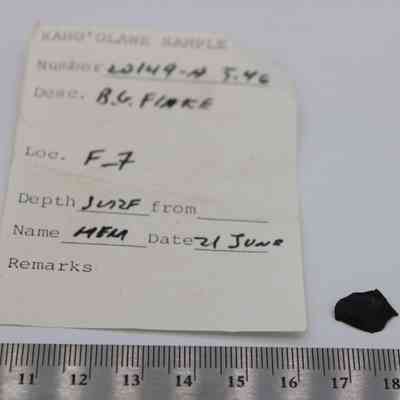 KAHO'OLAWE SAMPLE
Number 20149-A 5.46
Desc. B.G. FLAKE
Loc. F-7
Depth SURF from
Name MFM Date 21 JUNE
Remarks
11 12 13 14 15 16 17 18